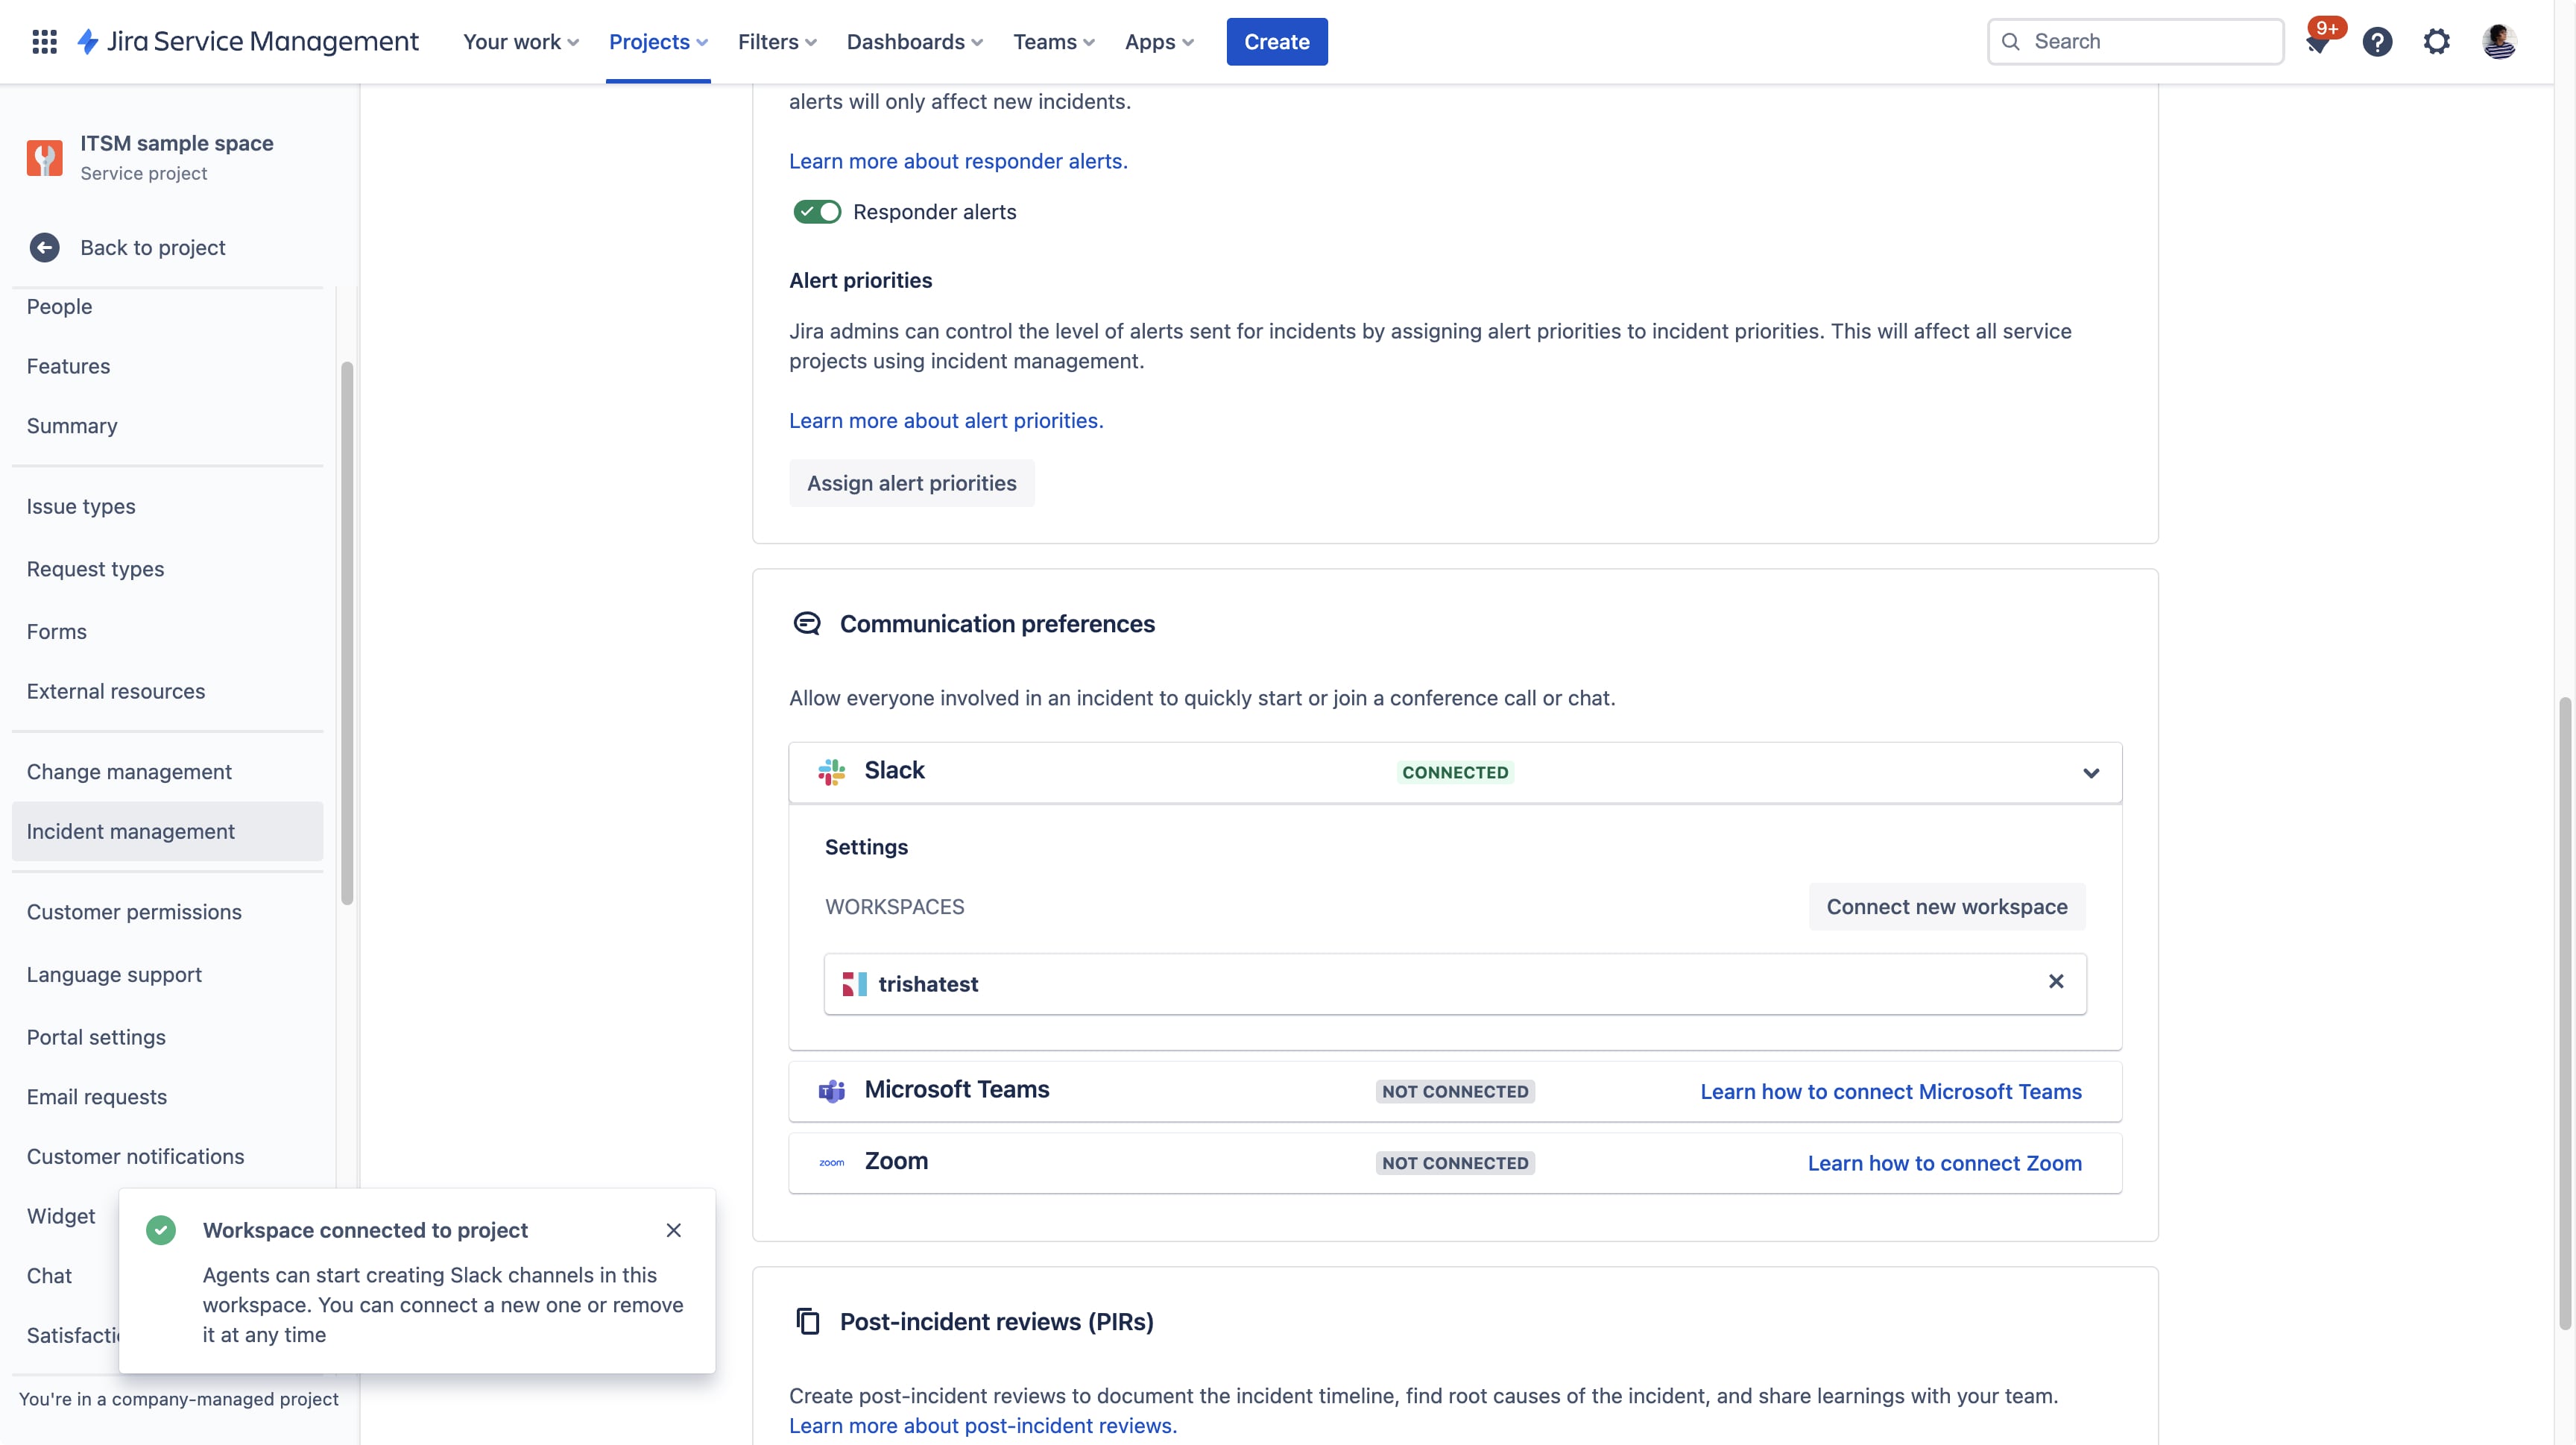 Jira Service Management
Your work
Projects
Filters
Dashboards
Teams
Apps
Create
Search
9+
ITSM sample space
Service project
Back to project
People
Features
Summary
Issue types
Request types
Forms
External resources
Change management
Incident management
Customer permissions
Language support
Portal settings
Email requests
Customer notifications
Widget
Chat
Satisfactio
You're in a company-managed project
Workspace connected to project
Agents can start creating Slack channels in this
workspace. You can connect a new one or remove
it at any time
alerts will only affect new incidents.
Learn more about responder alerts.
Responder alerts
Alert priorities
Jira admins can control the level of alerts sent for incidents by assigning alert priorities to incident priorities. This will affect all service
projects using incident management.
Learn more about alert priorities.
Assign alert priorities
Communication preferences
Allow everyone involved in an incident to quickly start or join a conference call or chat.
Slack
CONNECTED
Settings
WORKSPACES
Connect new workspace
trishatest
Microsoft Teams
NOT CONNECTED
Learn how to connect Microsoft Teams
zoom
Zoom
NOT CONNECTED
Learn how to connect Zoom
Post-incident reviews (PIRs)
Create post-incident reviews to document the incident timeline, find root causes of the incident, and share learnings with your team.
Learn more about post-incident reviews.